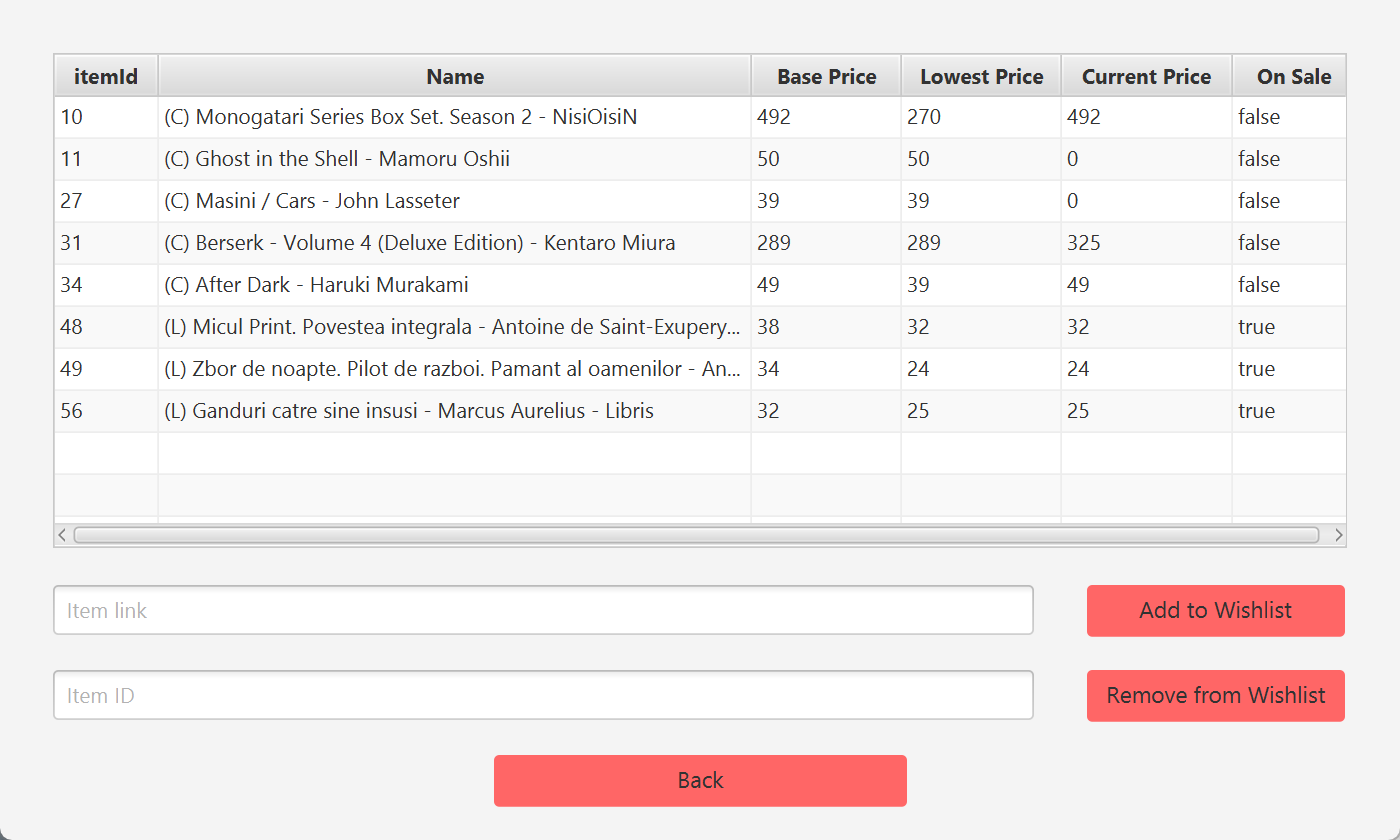 itemId Name Base Price Lowest Price Current Price On Sale
10 (C) Monogatari Series Box Set. Season 2 - NisiOisiN 492 270 492 false
11 (C) Ghost in the Shell - Mamoru Oshii 50 50 0 false
27 (C) Masini / Cars - John Lasseter 39 39 0 false
31 (C) Berserk - Volume 4 (Deluxe Edition) - Kentaro Miura 289 289 325 false
34 (C) After Dark - Haruki Murakami 49 39 49 false
48 (L) Micul Print. Povestea integrala - Antoine de Saint-Exupery... 38 32 32 true
49 (L) Zbor de noapte. Pilot de razboi. Pamant al oamenilor - An... 34 24 24 true
56 (L) Ganduri catre sine insusi - Marcus Aurelius - Libris 32 25 25 true
Item link Add to Wishlist
Item ID Remove from Wishlist
Back